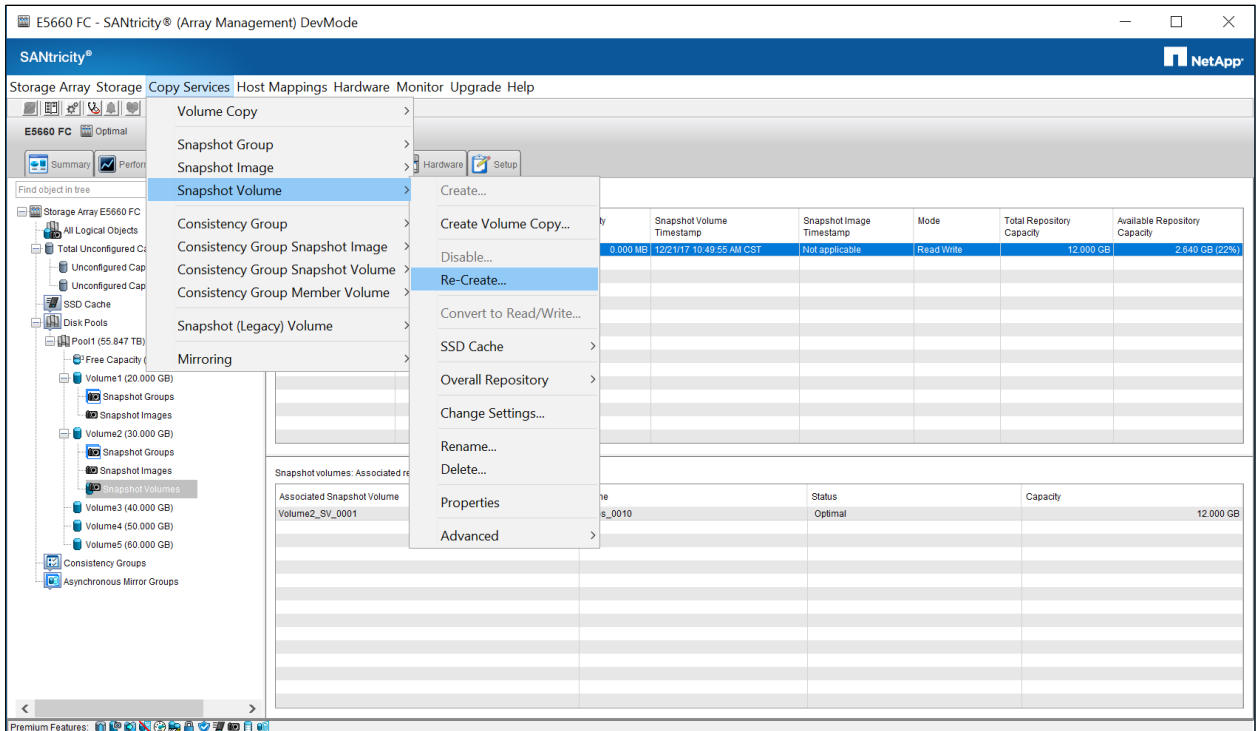 E5660 FC - SANtricity® (Array Management) DevMode
SANtricity®
NetApp
Storage Array Storage Copy Services Host Mappings Hardware Monitor Upgrade Help
E5660 FC Optimal
Summary
Hardware
Setup
Find object in tree
Storage Array E5660 FC
All Logical Objects
Total Unconfigured
Unconfigured Cap
Unconfigured Cap
SSD Cache
Disk Pools
Pool1 (55.847 TB)
Free Capacity
Volume1 (20.000 GB)
Snapshot Groups
Snapshot Images
Volume2 (30.000 GB)
Snapshot Groups
Snapshot Images
Snapshot Volumes
Volume3 (40.000 GB)
Volume4 (50.000 GB)
Volume5 (60.000 GB)
Consistency Groups
Asynchronous Mirror Groups
Volume Copy
Snapshot Group
Snapshot Image
Snapshot Volume
Consistency Group
Consistency Group Snapshot Image
Consistency Group Snapshot Volume
Consistency Group Member Volume
Snapshot (Legacy) Volume
Mirroring
Create...
Create Volume Copy...
Disable...
Re-Create...
Convert to Read/Write...
SSD Cache
Overall Repository
Change Settings...
Rename...
Delete...
Properties
Advanced
Snapshot Volume Timestamp
Snapshot Image Timestamp
Mode
Total Repository Capacity
Available Repository Capacity
0.000 MB 12/21/17 10:49:55 AM CST Not applicable Read Write 12.000 GB 2.640 GB (22%)
Snapshot volumes: Associated re
Associated Snapshot Volume
Status
Capacity
Volume2_SV_0001
s_0010
Optimal
12.000 GB
Premium Features: